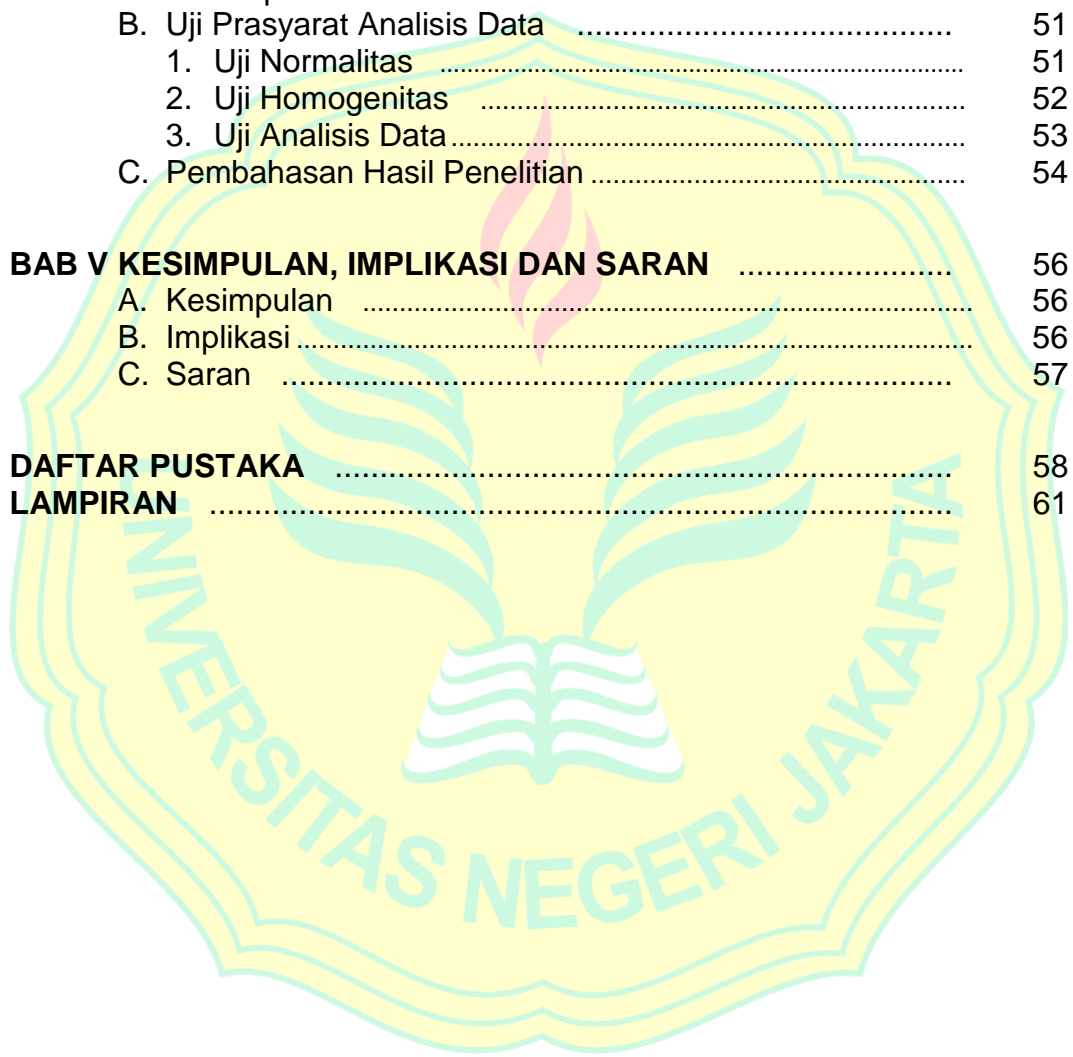 B. Uji Prasyarat Analisis Data ........................................ 51
1. Uji Normalitas ........................................ 51
2. Uji Homogenitas ........................................ 52
3. Uji Analisis Data ........................................ 53
C. Pembahasan Hasil Penelitian ........................................ 54
BAB V KESIMPULAN, IMPLIKASI DAN SARAN ........................ 56
A. Kesimpulan ........................................ 56
B. Implikasi ........................................ 56
C. Saran ........................................ 57
DAFTAR PUSTAKA ........................................ 58
LAMPIRAN ........................................ 61
UNIVERSITAS NEGERI JAKARTA